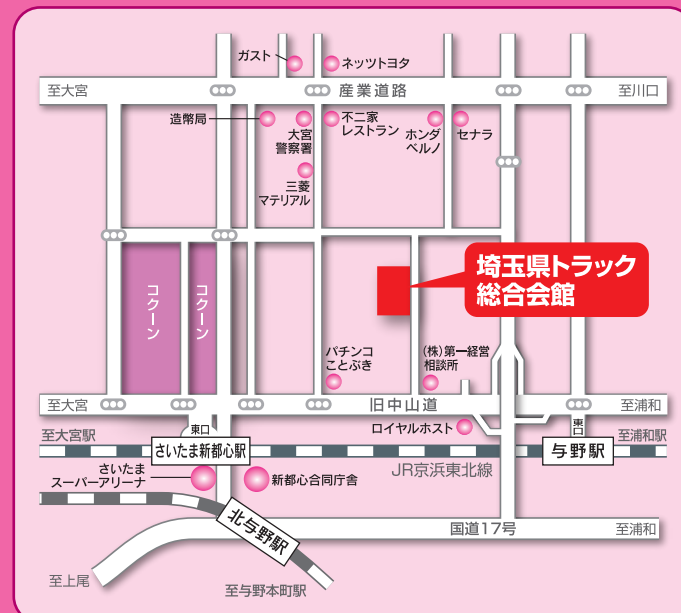 ガスト
ネッツトヨタ
至大宮
産業道路
至川口
造幣局
大宮
警察署
不二家
レストラン
ホンダ
ベルノ
セナラ
三菱
マテリアル
コクーン
コクーン
埼玉県トラック
総合会館
パチンコ
ことぶき
(株)第一経営
相談所
至大宮
旧中山道
至浦和
至大宮駅
東口
さいたま新都心駅
ロイヤルホスト
東口
与野駅
至浦和駅
さいたま
スーパーアリーナ
新都心合同庁舎
JR京浜東北線
北与野駅
国道17号
至浦和
至上尾
至与野本町駅